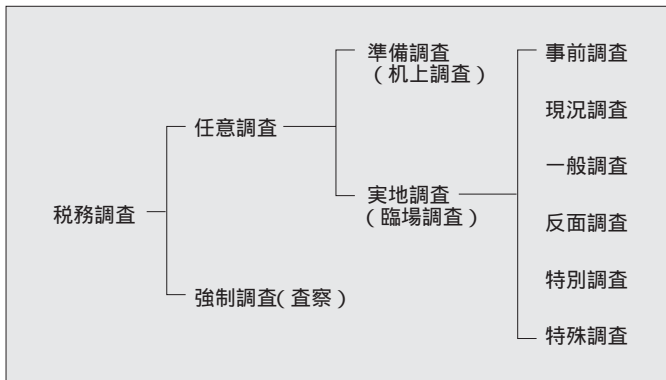 税務調査
任意調査
強制調査(査察)
準備調査
(机上調査)
実地調査
(臨場調査)
事前調査
現況調査
一般調査
反面調査
特別調査
特殊調査